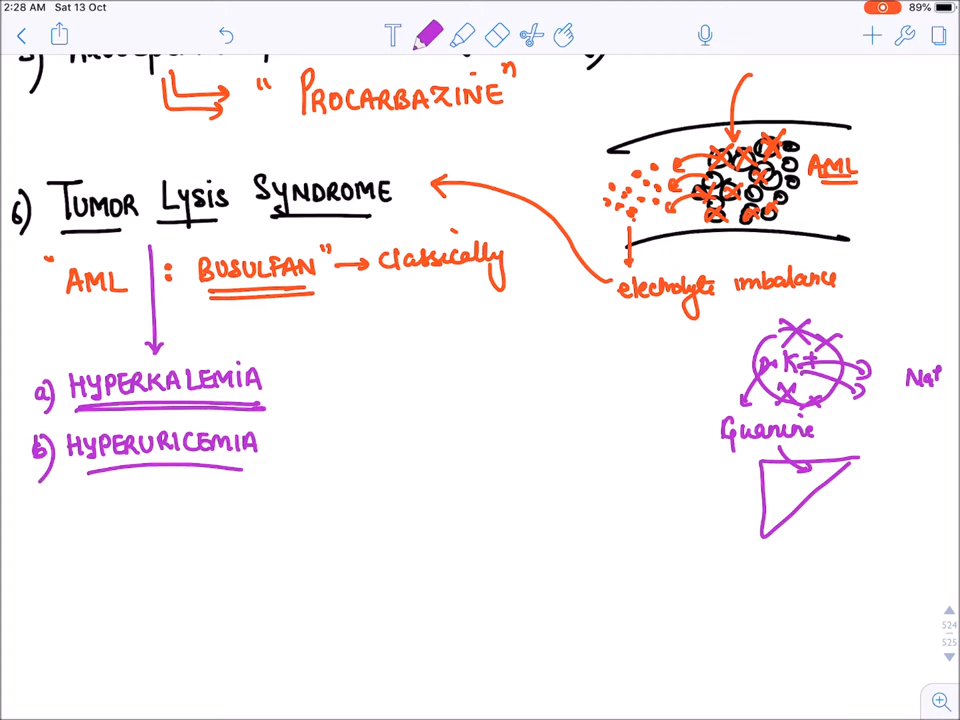 2:28 AM Sat 13 Oct
89%
T
5)
" PROCARBAZINE "
AML
6) TUMOR LYSIS SYNDROME
" AML : BUSULFAN " → classically
electrolyte imbalance
K+
Na+
a) HYPERKALEMIA
Guanine
b) HYPERURICEMIA
524
525